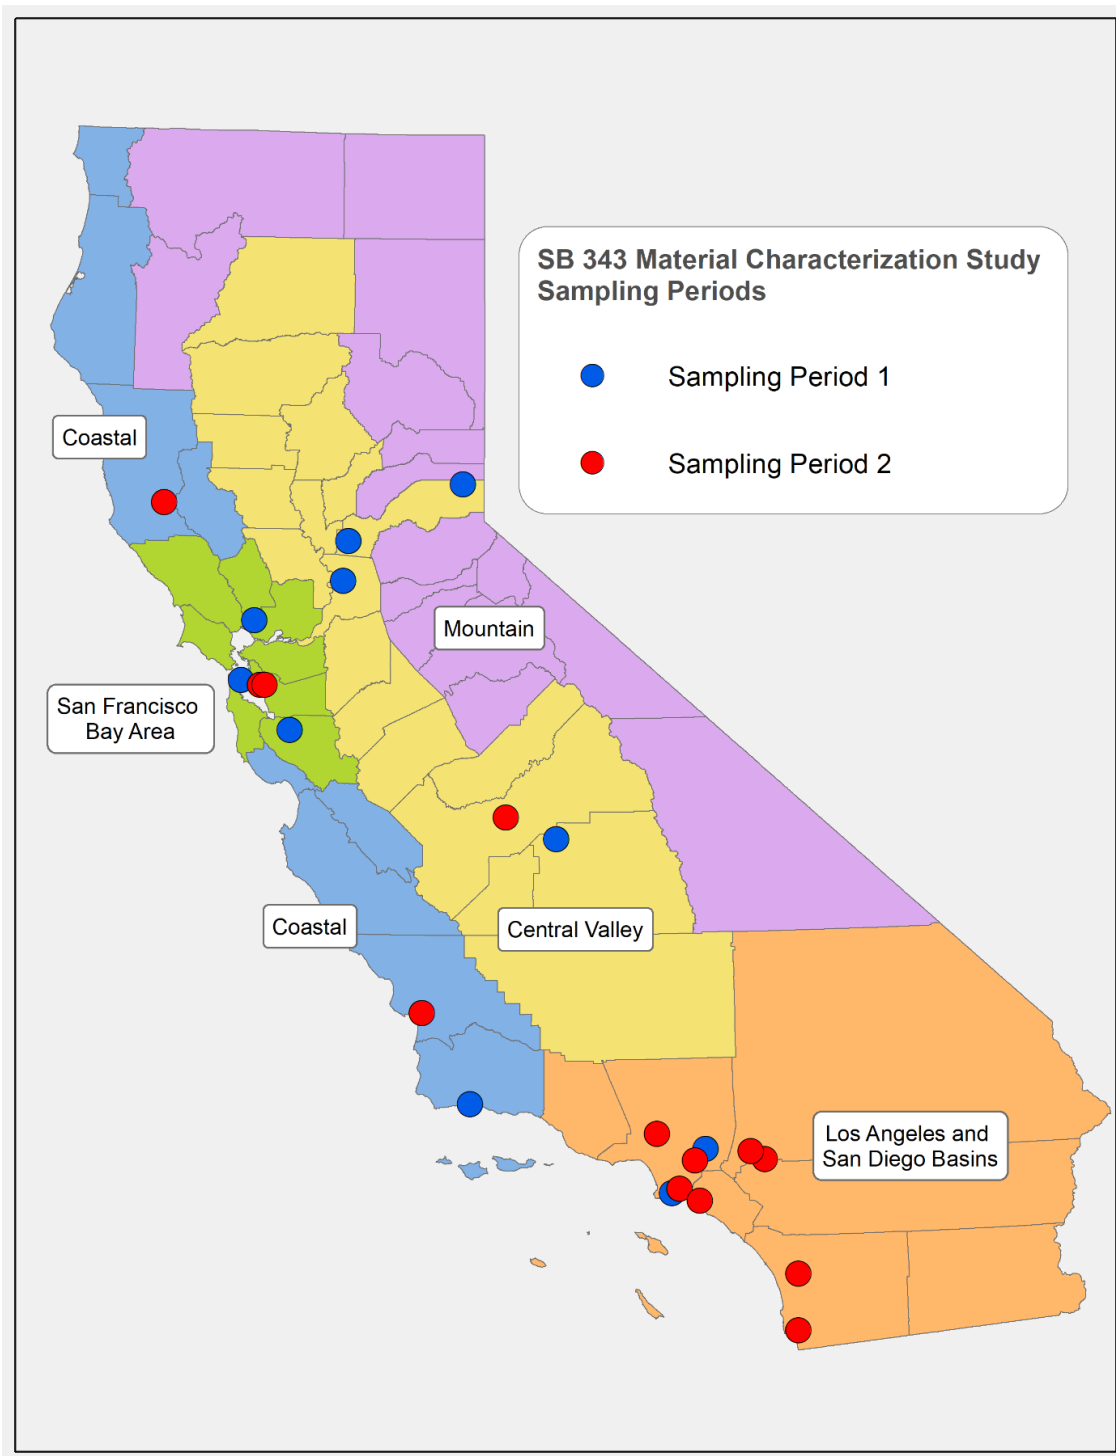 SB 343 Material Characterization Study
Sampling Periods
Sampling Period 1
Sampling Period 2
Coastal
Mountain
San Francisco
Bay Area
Coastal
Central Valley
Los Angeles and
San Diego Basins